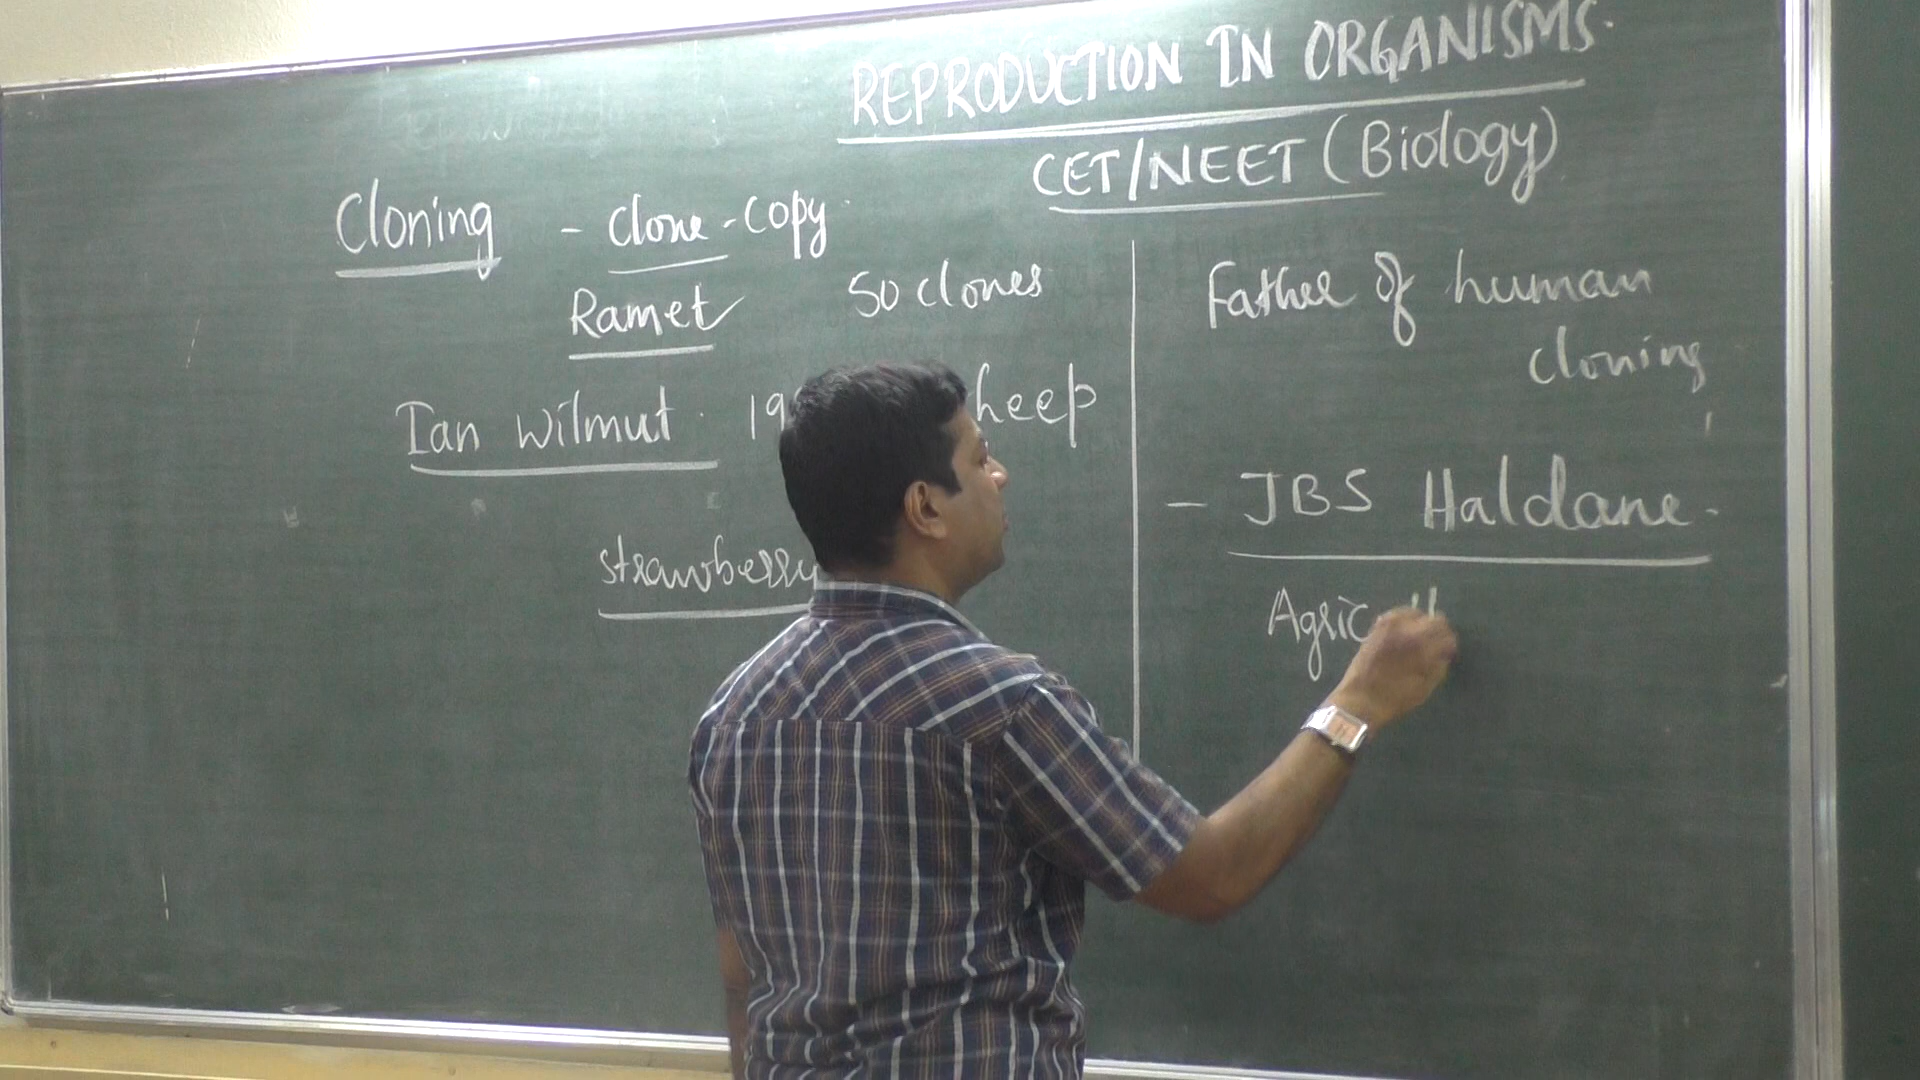 REPRODUCTION IN ORGANISMS.
CET/NEET (Biology)
Cloning - Clone - Copy.
Ramet 50 clones
Ian Wilmut. 19 heep
strawberry
Father of human
cloning
- JBS Haldane.
Agric